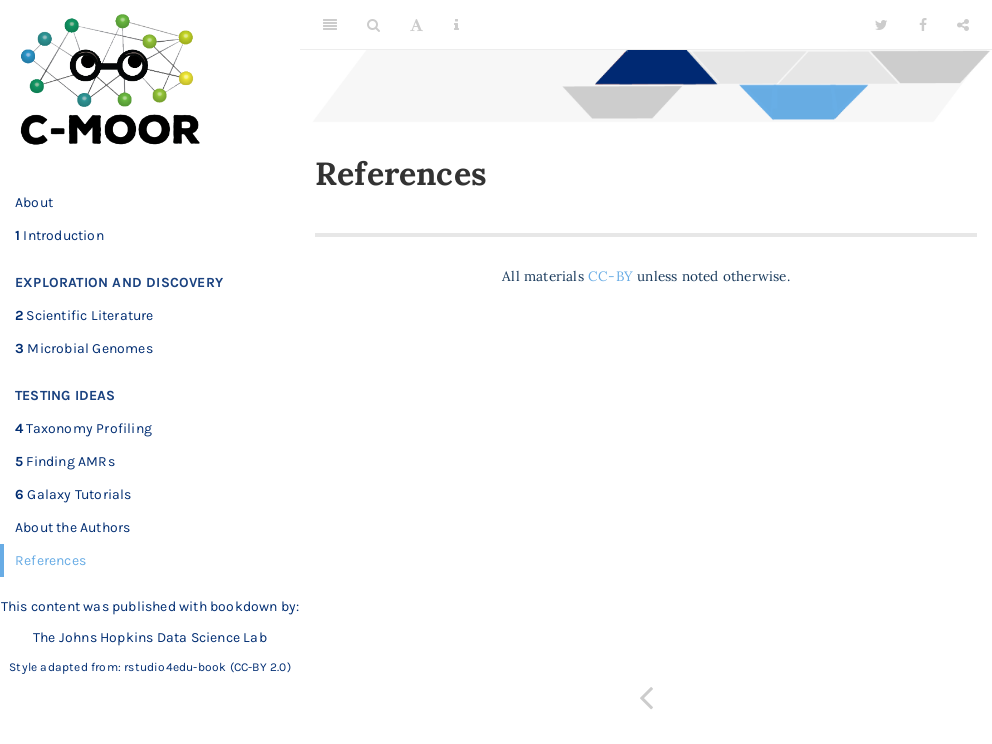 C-MOOR
About
1 Introduction
EXPLORATION AND DISCOVERY
2 Scientific Literature
3 Microbial Genomes
TESTING IDEAS
4 Taxonomy Profiling
5 Finding AMRs
6 Galaxy Tutorials
About the Authors
References
This content was published with bookdown by:
The Johns Hopkins Data Science Lab
Style adapted from: rstudio4edu-book (CC-BY 2.0)
A
References
All materials CC-BY unless noted otherwise.